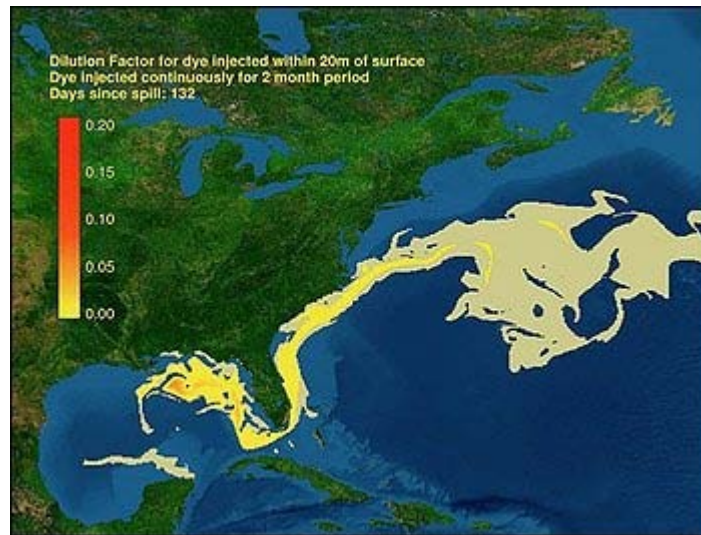 Dilution Factor for dye injected within 20m of surface
Dye injected continuously for 2 month period
Days since spill: 132
0.20
0.15
0.10
0.05
0.00